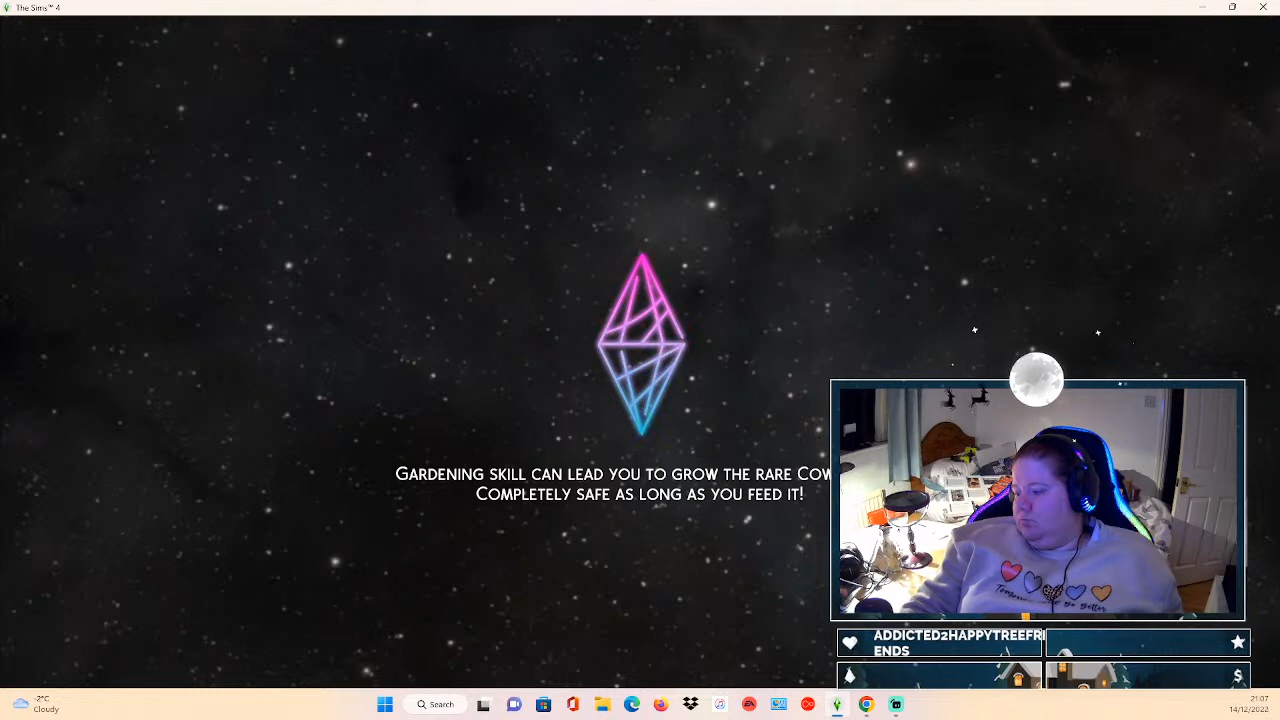 The Sims™ 4
GARDENING SKILL CAN LEAD YOU TO GROW THE RARE COW
COMPLETELY SAFE AS LONG AS YOU FEED IT!
ADDICTED2HAPPYTREEFRI
ENDS
$
-2°C
Cloudy
Search
21:07
14/12/2022